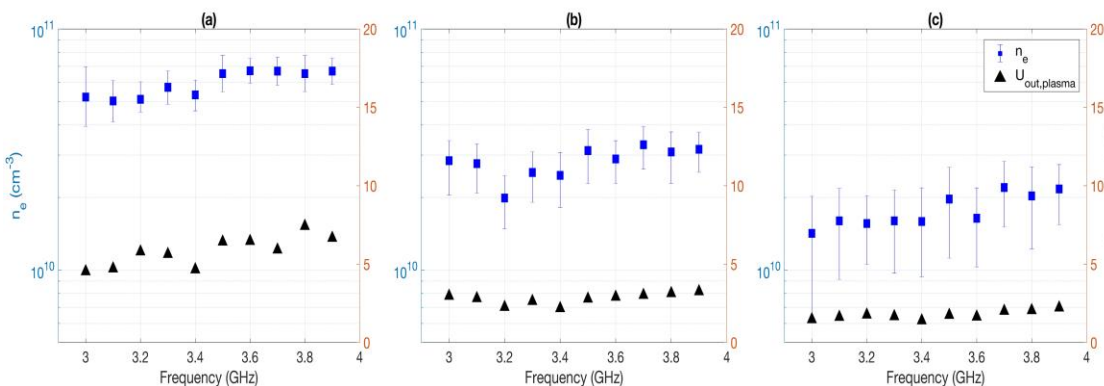 (a) (b) (c)
10^11 20 10^11 20 10^11 20
n_e
U_out,plasma
15 15 15
n_e (cm^-3)
10 10 10
10^10 10^10 10^10
5 5 5
0 0 0
3 3.2 3.4 3.6 3.8 4 3 3.2 3.4 3.6 3.8 4 3 3.2 3.4 3.6 3.8 4
Frequency (GHz) Frequency (GHz) Frequency (GHz)